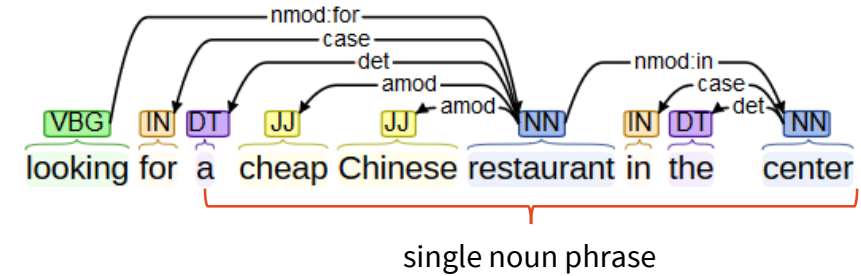 nmod:for
case
det
nmod:in
amod
case
amod
det
VBG IN DT JJ JJ NN IN DT NN
looking for a cheap Chinese restaurant in the center
single noun phrase